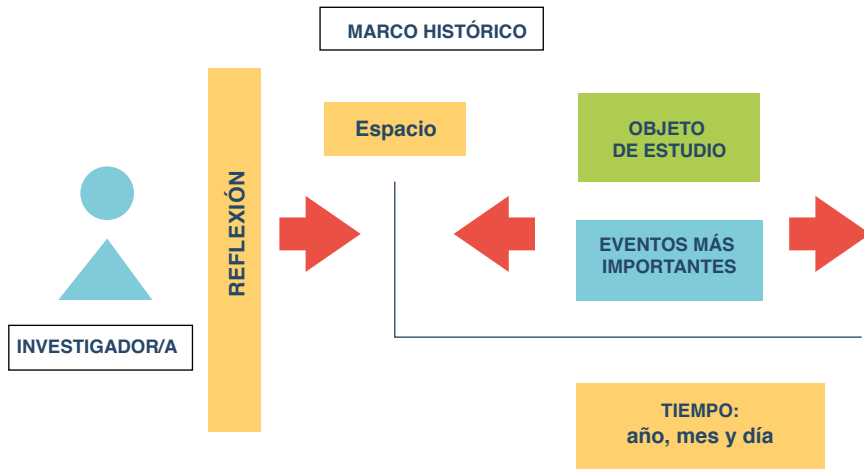 MARCO HISTÓRICO
REFLEXIÓN
Espacio
OBJETO
DE ESTUDIO
EVENTOS MÁS
IMPORTANTES
INVESTIGADOR/A
TIEMPO:
año, mes y día